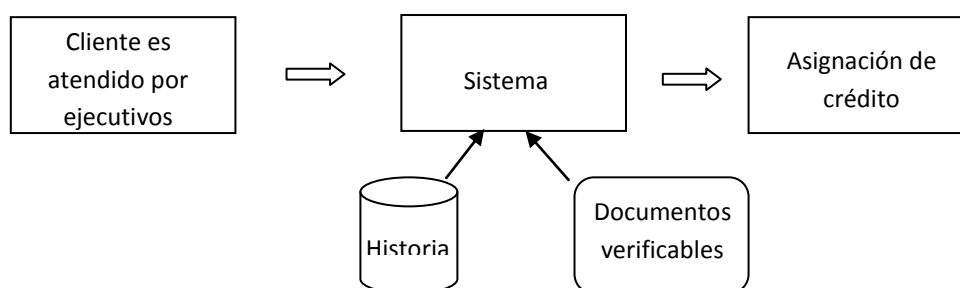 Cliente es
atendido por
ejecutivos
Sistema
Asignación de
crédito
Historia
Documentos
verificables